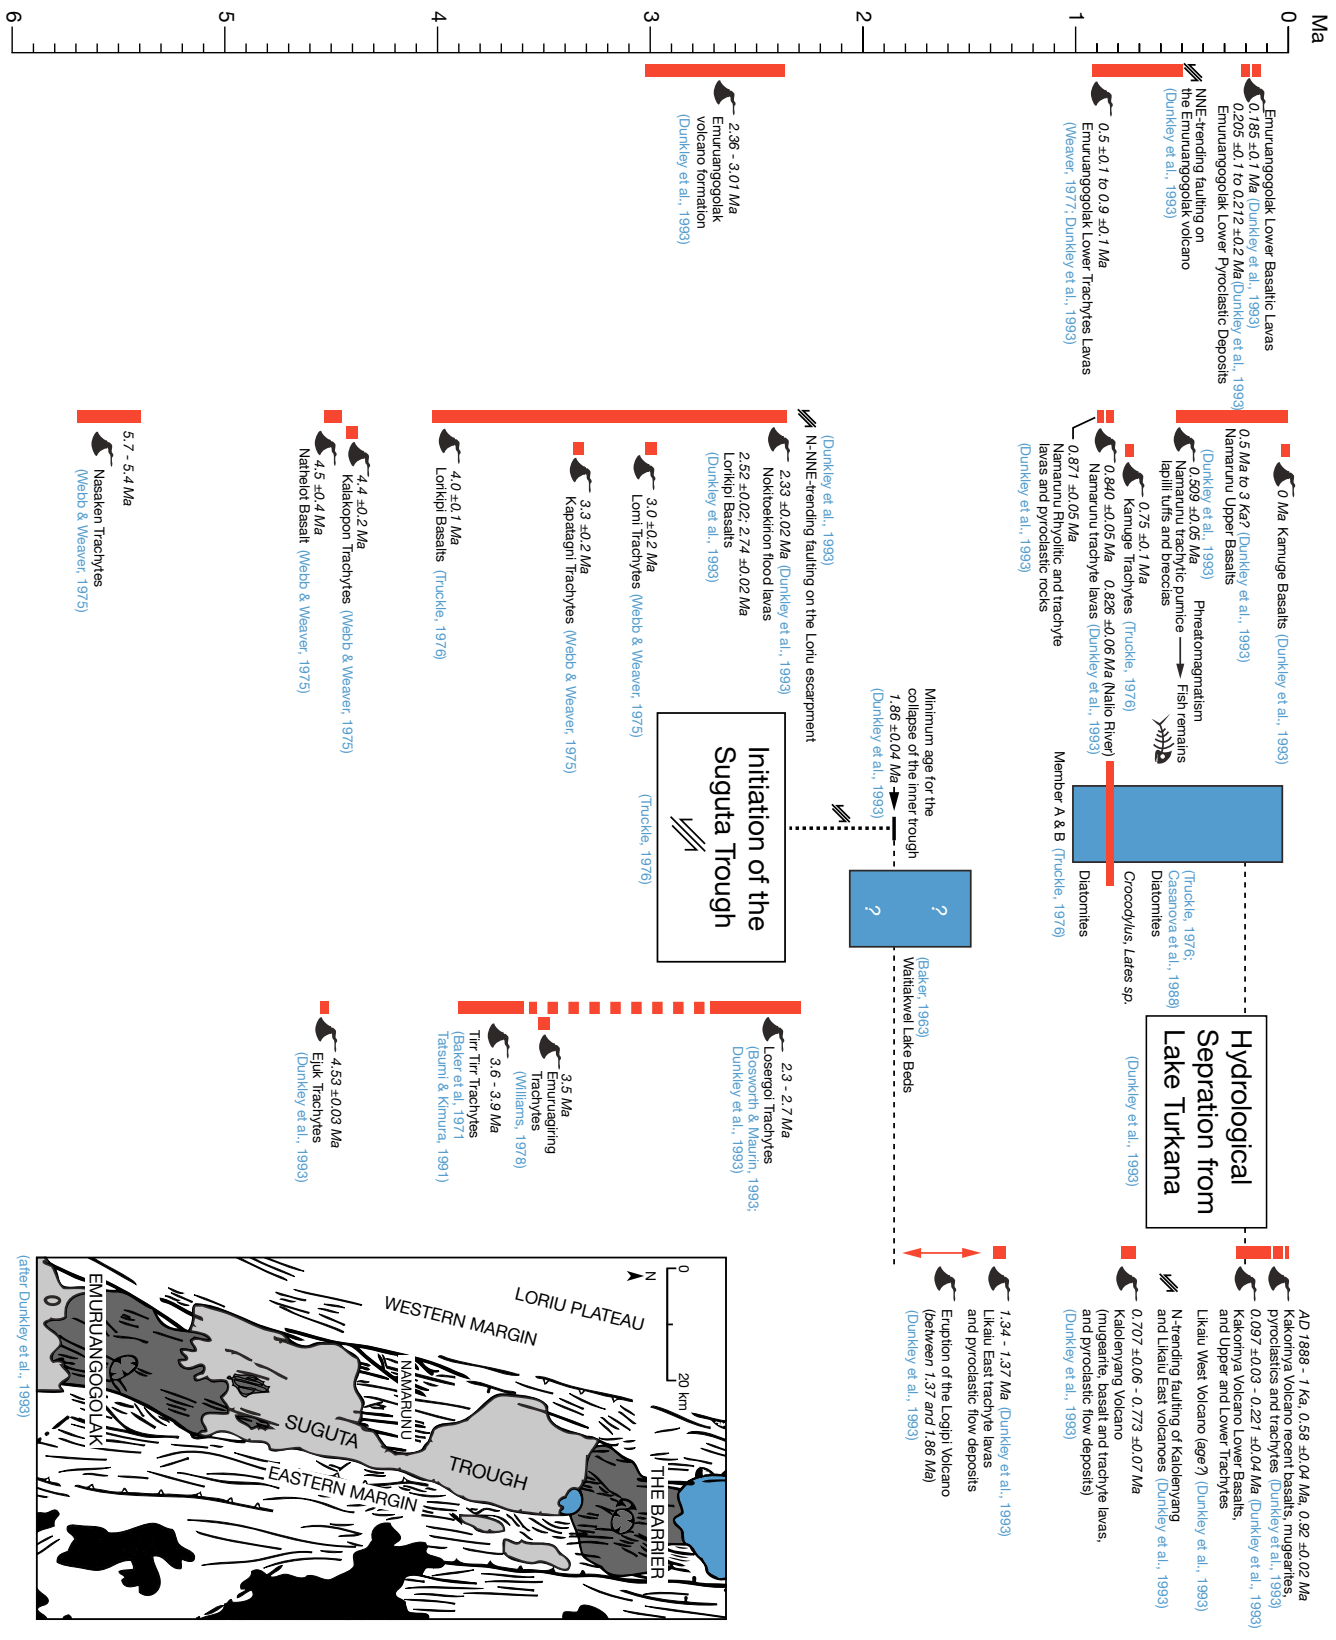 Ma
0
1
2
3
4
5
6
Emuruangogolak Lower Basaltic Lavas
0.185 ±0.1 Ma (Dunkley et al., 1993)
0.205 ±0.1 to 0.212 ±0.2 Ma (Dunkley et al., 1993)
Emuruangogolak Lower Pyroclastic Deposits
NNE-trending faulting on
the Emuruangogolak volcano
(Dunkley et al., 1993)
0.5 ±0.1 to 0.9 ±0.1 Ma
Emuruangogolak Lower Trachytes Lavas
(Weaver, 1977; Dunkley et al., 1993)
2.36 - 3.01 Ma
Emuruangogolak
volcano formation
(Dunkley et al., 1993)
0 Ma Kamuge Basalts (Dunkley et al., 1993)
0.5 Ma to 3 Ka? (Dunkley et al., 1993)
Namarunu Upper Basalts
(Dunkley et al., 1993)
0.509 ±0.05 Ma
Namarunu trachytic pumice
lapilli tuffs and breccias
Phreatomagmatism
Fish remains
0.75 ±0.1 Ma
Kamuge Trachytes (Truckle, 1976)
0.840 ±0.05 Ma 0.826 ±0.06 Ma (Nalio River)
Namarunu trachyte lavas (Dunkley et al., 1993)
0.871 ±0.05 Ma
Namarunu Rhyolitic and trachyte
lavas and pyroclastic rocks
(Dunkley et al., 1993)
(Dunkley et al., 1993)
N-NNE-trending faulting on the Loriu escarpment
2.33 ±0.02 Ma (Dunkley et al., 1993)
Nokitoekirion flood lavas
2.52 ±0.02; 2.74 ±0.02 Ma
Lorikipi Basalts
(Dunkley et al., 1993)
3.0 ±0.2 Ma
Lomi Trachytes (Webb & Weaver, 1975)
3.3 ±0.2 Ma
Kapatagni Trachytes (Webb & Weaver, 1975)
4.0 ±0.1 Ma
Lorikipi Basalts (Truckle, 1976)
4.4 ±0.2 Ma
Kalakopon Trachytes (Webb & Weaver, 1975)
4.5 ±0.4 Ma
Nathelot Basalt (Webb & Weaver, 1975)
5.7 - 5.4 Ma
Nasaken Trachytes
(Webb & Weaver, 1975)
(Truckle, 1976;
Casanova et al., 1988)
Diatomites
Crocodylus, Lates sp.
Diatomites
Member A & B (Truckle, 1976)
Minimum age for the
collapse of the inner trough
1.86 ±0.04 Ma
(Dunkley et al., 1993)
Initiation of the
Suguta Trough
(Truckle, 1976)
?
?
(Baker, 1963)
Waitiakwel Lake Beds
Hydrological
Sepration from
Lake Turkana
(Dunkley et al., 1993)
2.3 - 2.7 Ma
Losergoi Trachytes
(Bosworth & Maurin, 1993;
Dunkley et al., 1993)
3.5 Ma
Emuruagiring
Trachytes
(Williams, 1978)
3.6 - 3.9 Ma
Tirr Tirr Trachytes
(Baker et al, 1971
Tatsumi & Kimura, 1991)
4.53 ±0.03 Ma
Ejuk Trachytes
(Dunkley et al., 1993)
AD 1888 - 1 Ka, 0.58 ±0.04 Ma, 0.92 ±0.02 Ma
Kakorinya Volcano recent basalts, mugearites,
pyroclastics and trachytes (Dunkley et al., 1993)
0.097 ±0.03 - 0.221 ±0.04 Ma (Dunkley et al., 1993)
Kakorinya Volcano Lower Basalts,
and Upper and Lower Trachytes
Likaiu West Volcano (age?) (Dunkley et al., 1993)
N-trending faulting of Kalolenyang
and Likaiu East volcanoes (Dunkley et al., 1993)
0.707 ±0.06 - 0.773 ±0.07 Ma
Kalolenyang Volcano
(mugearite, basalt and trachyte lavas,
and pyroclastic flow deposits)
(Dunkley et al., 1993)
1.34 - 1.37 Ma (Dunkley et al., 1993)
Likaiu East trachyte lavas
and pyroclastic flow deposits
Eruption of the Logipi Volcano
(between 1.37 and 1.86 Ma)
(Dunkley et al., 1993)
0
20 km
N
LORIU PLATEAU
WESTERN MARGIN
NAMARUNU
SUGUTA
TROUGH
EASTERN MARGIN
THE BARRIER
EMURUANGOGOLAK
(after Dunkley et al., 1993)